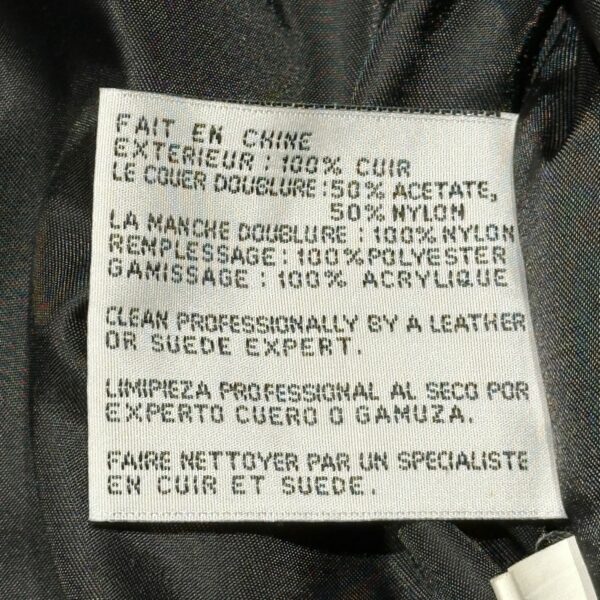 FAIT EN CHINE
EXTERIEUR : 100% CUIR
LE COUER DOUBLURE : 50% ACETATE,
50% NYLON
LA MANCHE DOUBLURE : 100% NYLON
REMPLESSAGE : 100% POLYESTER
GAMISSAGE : 100% ACRYLIQUE
CLEAN PROFESSIONALLY BY A LEATHER
OR SUEDE EXPERT.
LIMIPIEZA PROFESSIONAL AL SECO POR
EXPERTO CUERO O GAMUZA.
FAIRE NETTOYER PAR UN SPECIALISTE
EN CUIR ET SUEDE.